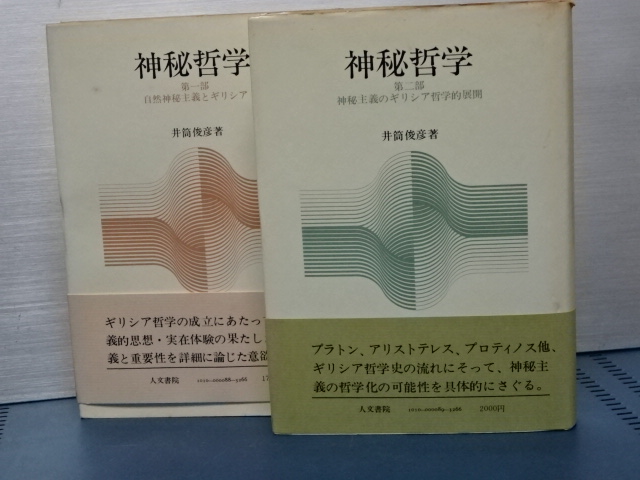 神秘哲学
第一部
自然神秘主義とギリシア
井筒俊彦著
ギリシア哲学の成立にあたっ
義的思想・実在体験の果たし
義と重要性を詳細に論じた意欲
人文書院 1010-000088-3386 17
神秘哲学
第二部
神秘主義のギリシア哲学的展開
井筒俊彦著
プラトン、アリストテレス、プロティノス他、
ギリシア哲学史の流れにそって、神秘主
義の哲学化の可能性を具体的にさぐる。
人文書院 1010-000089-3386 2000円